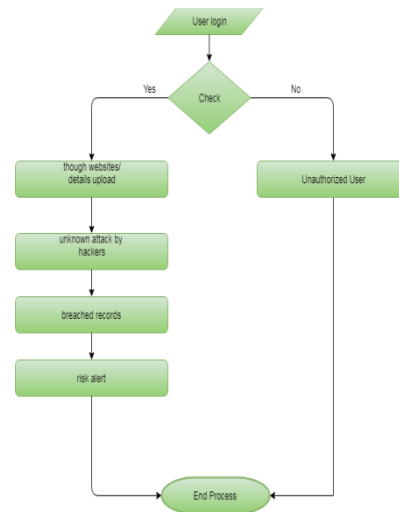 User login
Check
Yes
No
though websites/
details upload
Unauthorized User
unknown attack by
hackers
breached records
risk alert
End Process